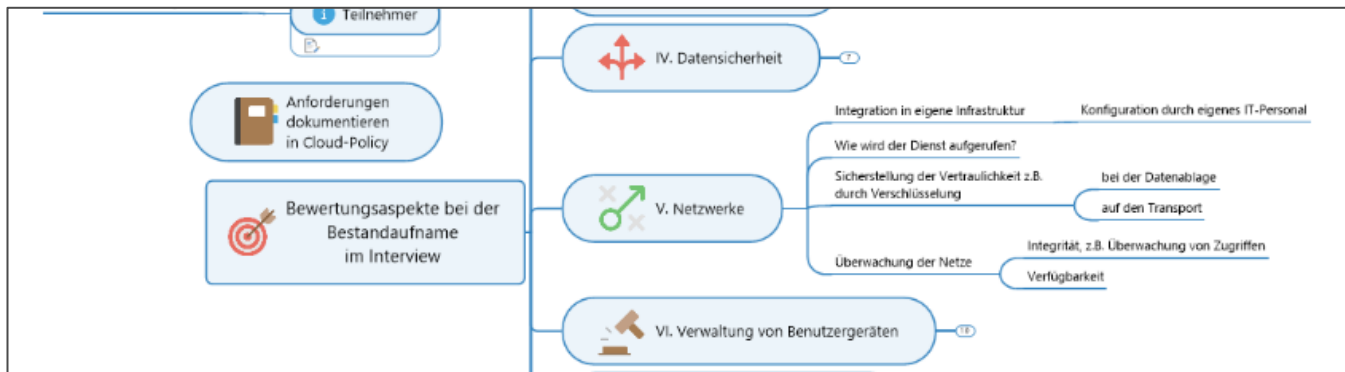 Teilnehmer
Anforderungen
dokumentieren
in Cloud-Policy
Bewertungsaspekte bei der
Bestandaufname
im Interview
IV. Datensicherheit
7
V. Netzwerke
Integration in eigene Infrastruktur
Konfiguration durch eigenes IT-Personal
Wie wird der Dienst aufgerufen?
Sicherstellung der Vertraulichkeit z.B.
durch Verschlüsselung
bei der Datenablage
auf den Transport
Überwachung der Netze
Integrität, z.B. Überwachung von Zugriffen
Verfügbarkeit
VI. Verwaltung von Benutzergeräten